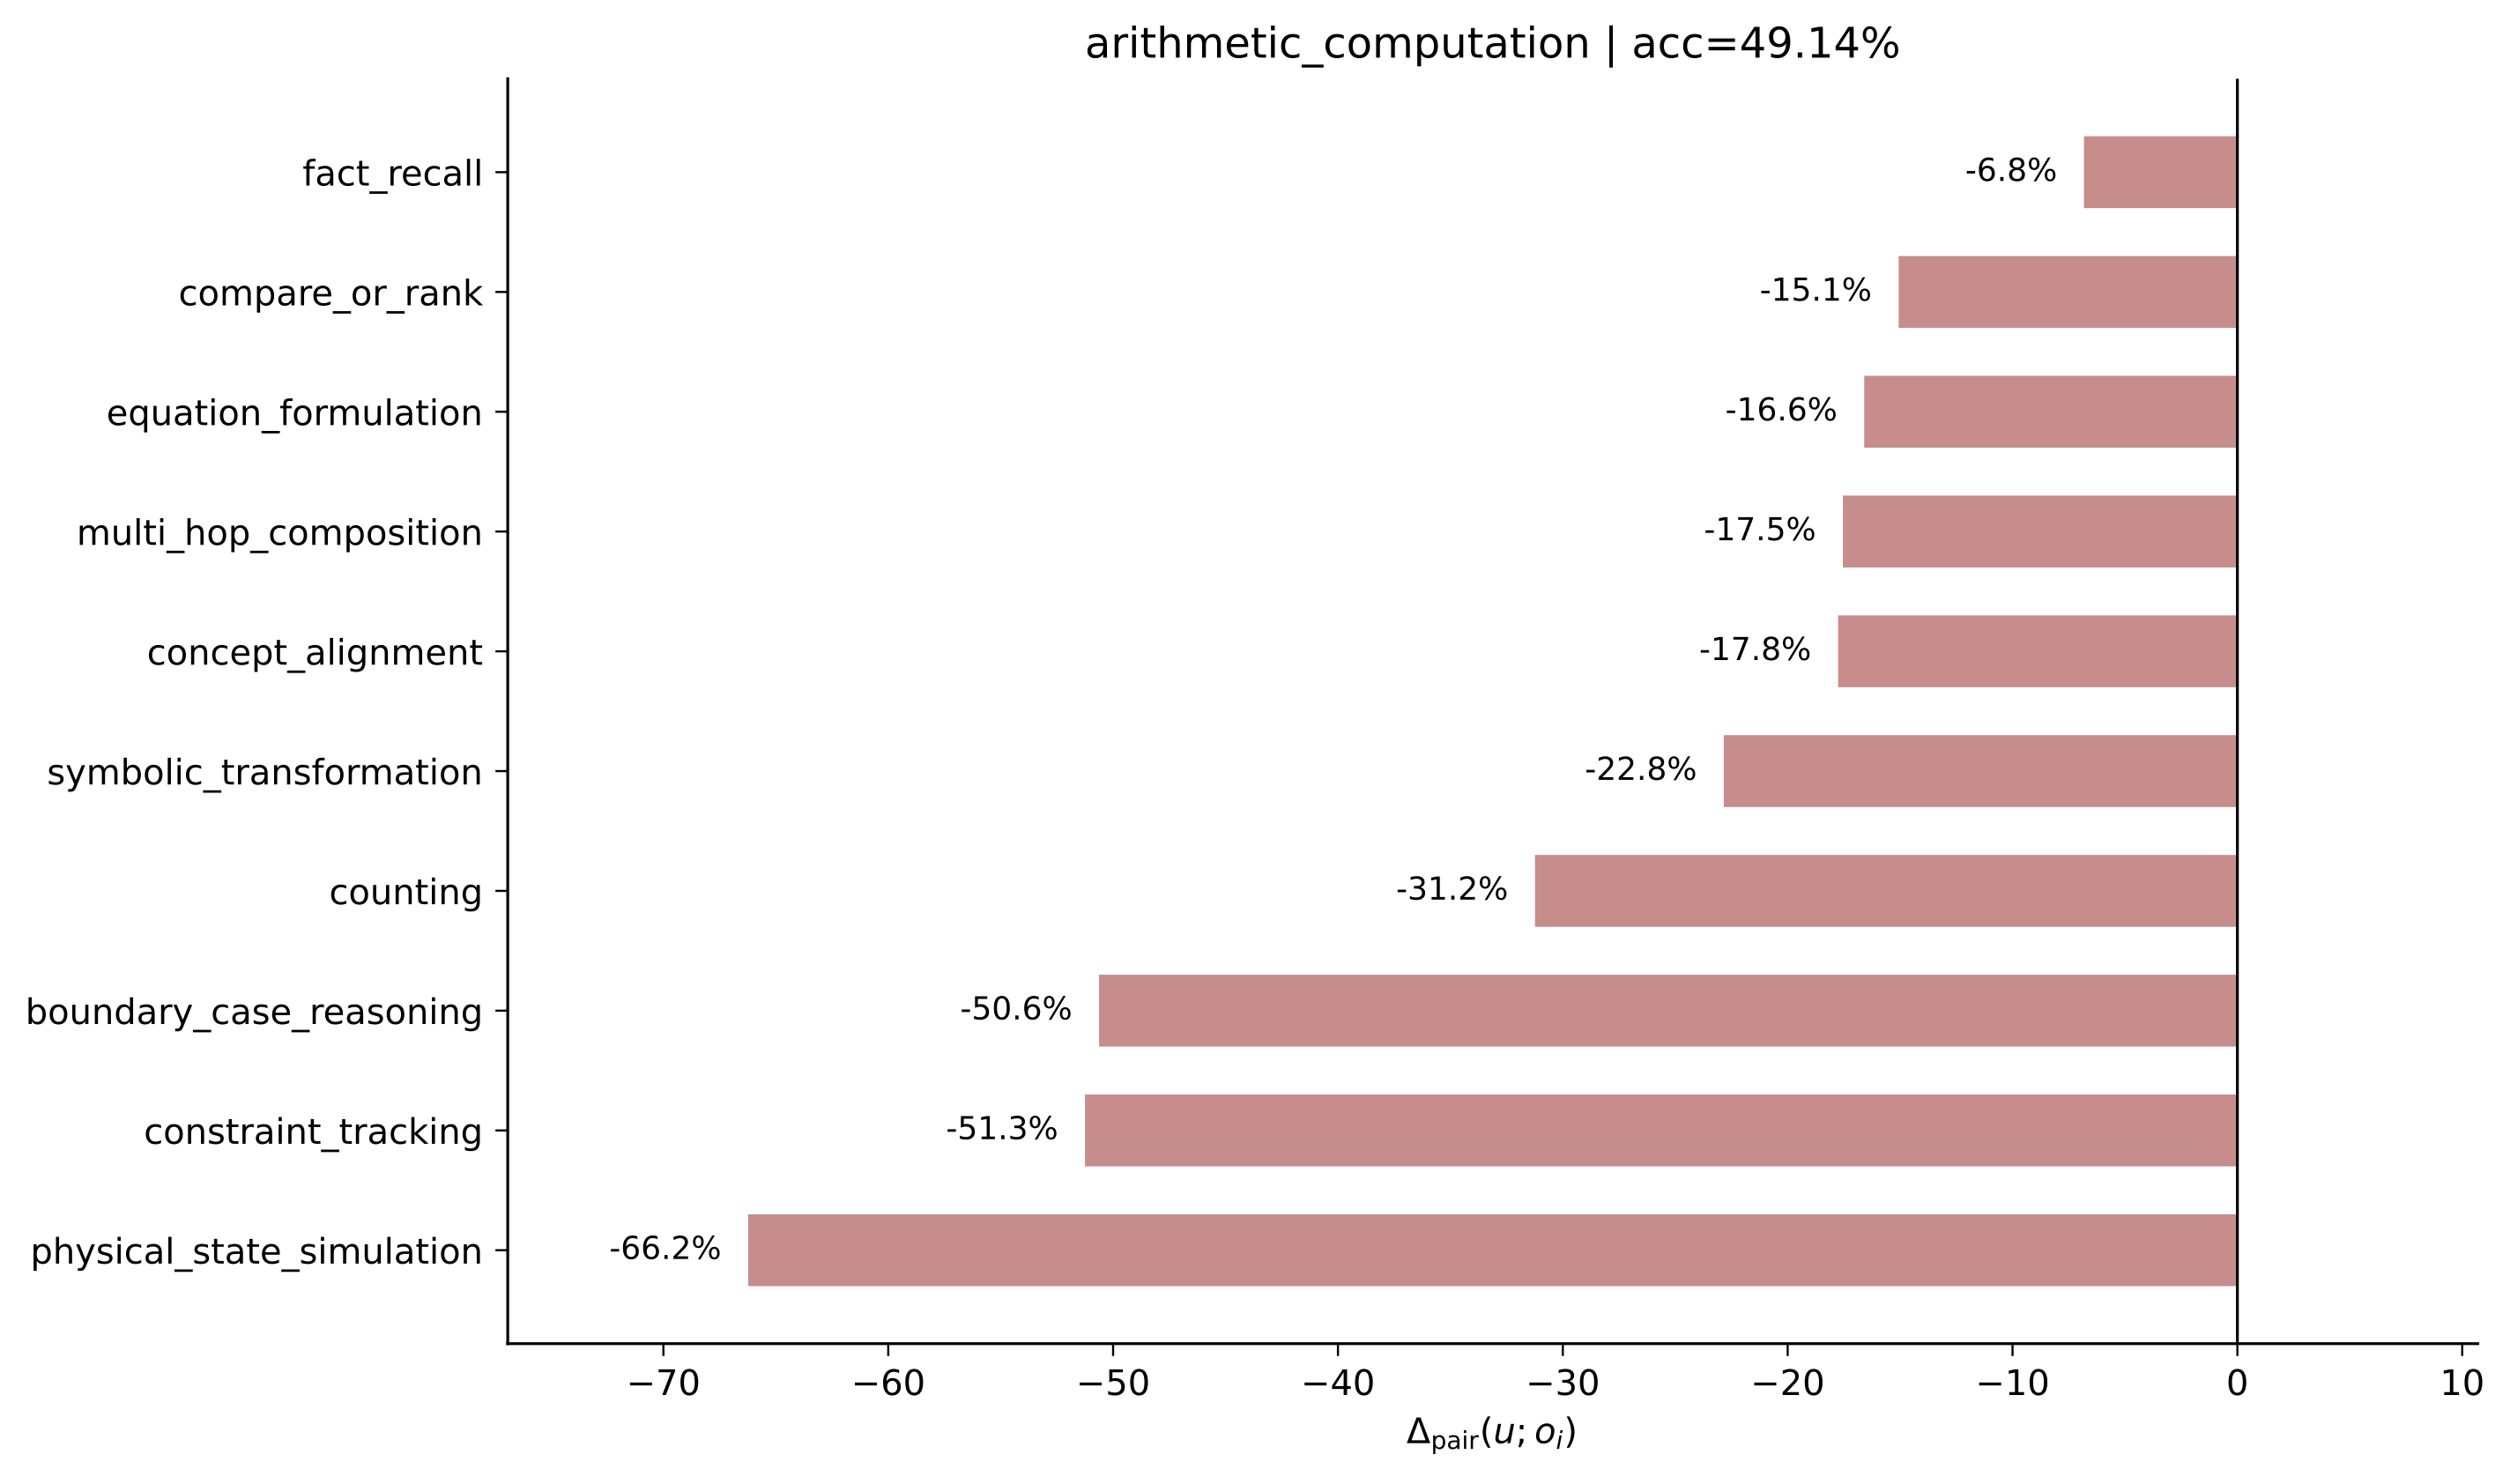 arithmetic_computation | acc=49.14%
fact_recall
-6.8%
compare_or_rank
-15.1%
equation_formulation
-16.6%
multi_hop_composition
-17.5%
concept_alignment
-17.8%
symbolic_transformation
-22.8%
counting
-31.2%
boundary_case_reasoning
-50.6%
constraint_tracking
-51.3%
physical_state_simulation
-66.2%
−70 −60 −50 −40 −30 −20 −10 0 10
Δpair(u; oi)